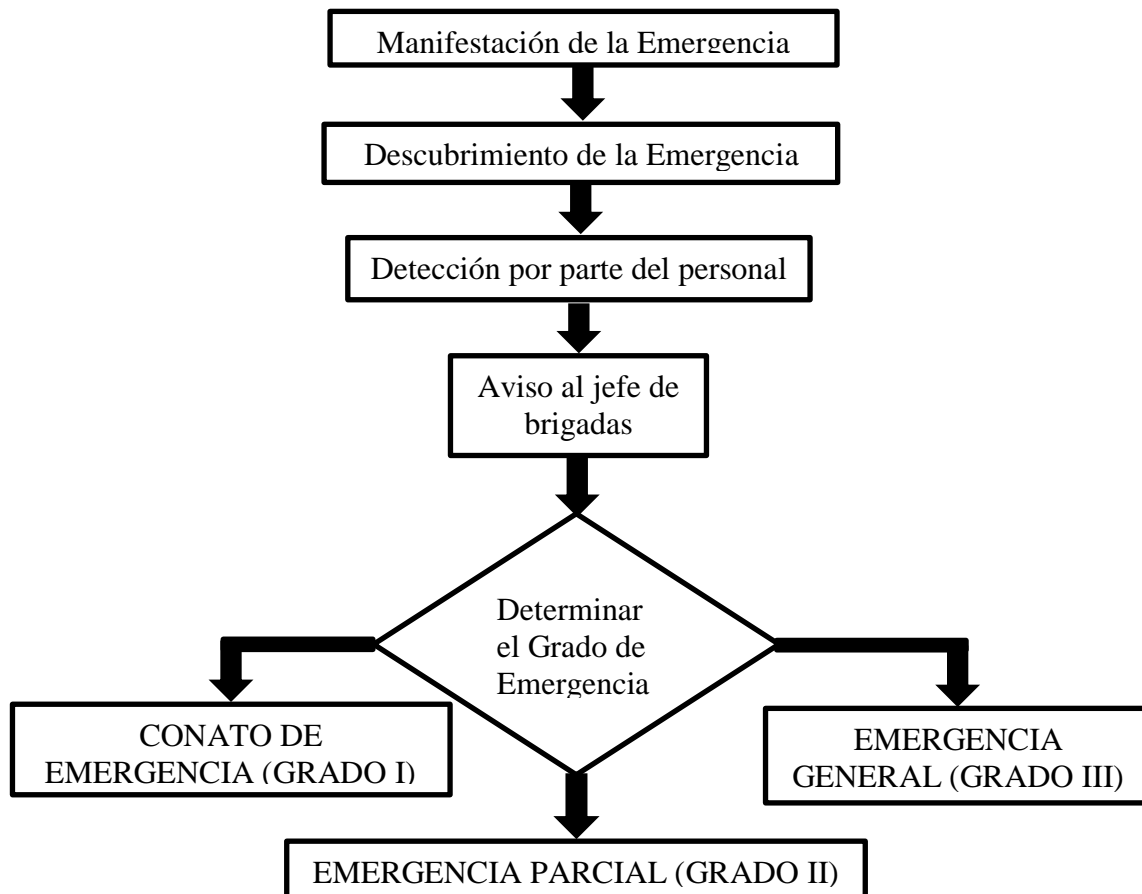 Manifestación de la Emergencia
Descubrimiento de la Emergencia
Detección por parte del personal
Aviso al jefe de
brigadas
Determinar
el Grado de
Emergencia
CONATO DE
EMERGENCIA (GRADO I)
EMERGENCIA
GENERAL (GRADO III)
EMERGENCIA PARCIAL (GRADO II)